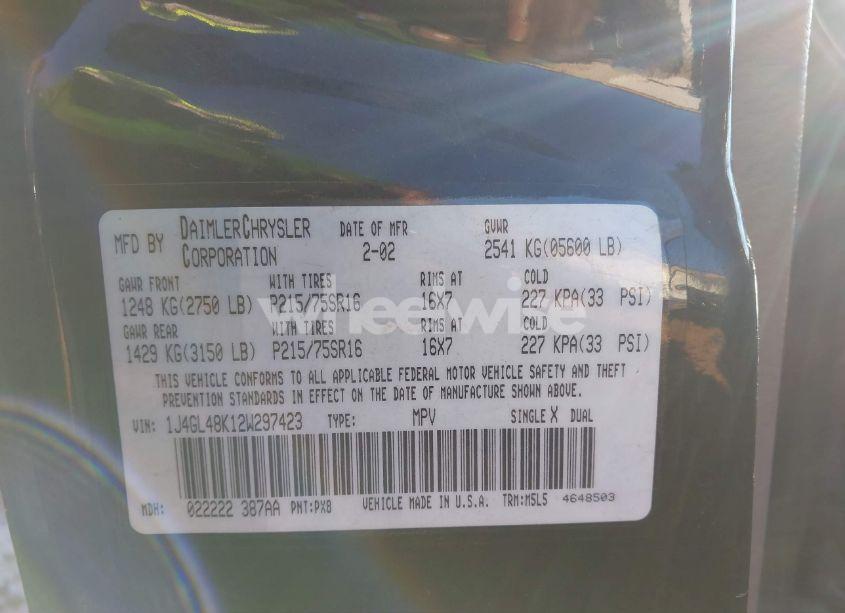 MFD BY DAIMLERCHRYSLER CORPORATION DATE OF MFR 2-02 GVWR 2541 KG(05600 LB)
GAWR FRONT WITH TIRES RIMS AT COLD
1248 KG(2750 LB) P215/75SR16 16X7 227 KPA(33 PSI)
GAWR REAR WITH TIRES RIMS AT COLD
1429 KG(3150 LB) P215/75SR16 16X7 227 KPA(33 PSI)
THIS VEHICLE CONFORMS TO ALL APPLICABLE FEDERAL MOTOR VEHICLE SAFETY AND THEFT
PREVENTION STANDARDS IN EFFECT ON THE DATE OF MANUFACTURE SHOWN ABOVE.
VIN: 1J4GL48K12W297423 TYPE: MPV SINGLE X DUAL
MDH: 022222 387AA PNT:PX8 VEHICLE MADE IN U.S.A. TRM:M5L5 4648503
wheelwise